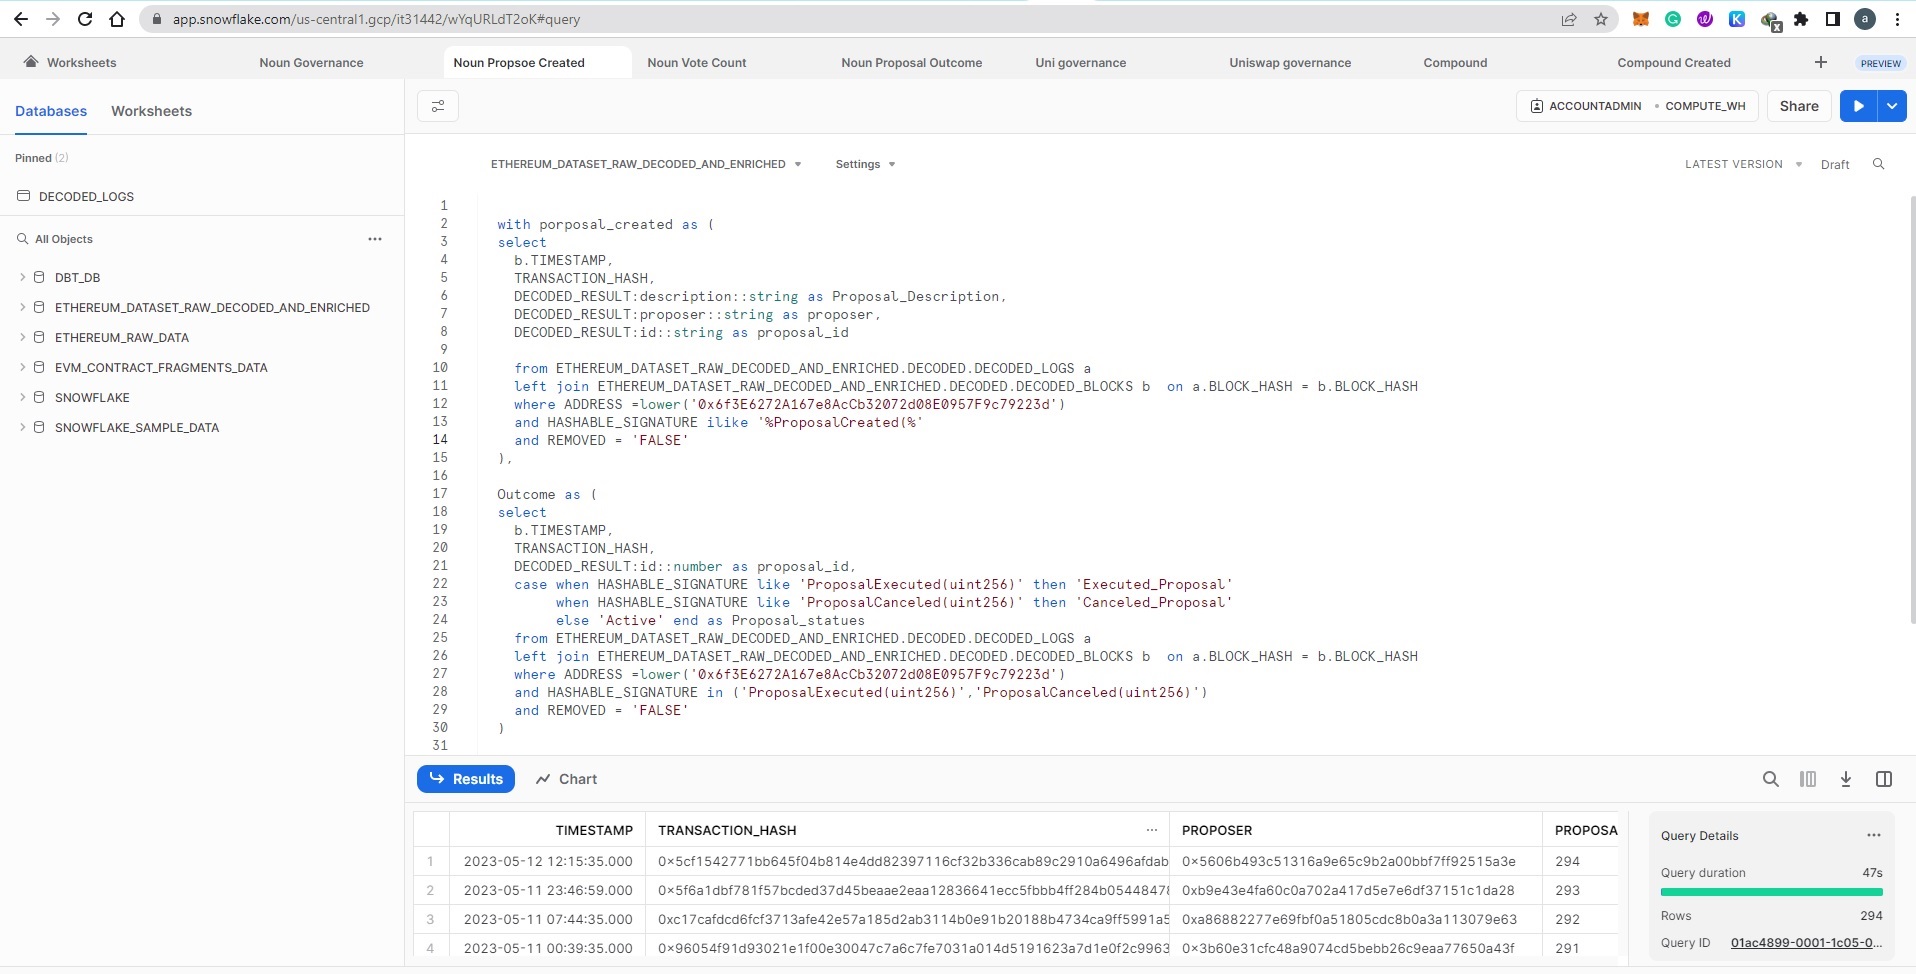 app.snowflake.com/us-central1.gcp/it31442/wYqURLdT2oK#query
a
Worksheets Noun Governance Noun Propsoe Created Noun Vote Count Noun Proposal Outcome Uni governance Uniswap governance Compound Compound Created + PREVIEW
Databases Worksheets
ACCOUNTADMIN • COMPUTE_WH Share
Pinned (2)
DECODED_LOGS
All Objects
DBT_DB
ETHEREUM_DATASET_RAW_DECODED_AND_ENRICHED
ETHEREUM_RAW_DATA
EVM_CONTRACT_FRAGMENTS_DATA
SNOWFLAKE
SNOWFLAKE_SAMPLE_DATA
ETHEREUM_DATASET_RAW_DECODED_AND_ENRICHED Settings LATEST VERSION Draft
1
2 with porposal_created as (
3 select
4 b.TIMESTAMP,
5 TRANSACTION_HASH,
6 DECODED_RESULT:description::string as Proposal_Description,
7 DECODED_RESULT:proposer::string as proposer,
8 DECODED_RESULT:id::string as proposal_id
9
10 from ETHEREUM_DATASET_RAW_DECODED_AND_ENRICHED.DECODED.DECODED_LOGS a
11 left join ETHEREUM_DATASET_RAW_DECODED_AND_ENRICHED.DECODED.DECODED_BLOCKS b on a.BLOCK_HASH = b.BLOCK_HASH
12 where ADDRESS =lower('0x6f3E6272A167e8AcCb32072d08E0957F9c79223d')
13 and HASHABLE_SIGNATURE ilike '%ProposalCreated(%'
14 and REMOVED = 'FALSE'
15 ),
16
17 Outcome as (
18 select
19 b.TIMESTAMP,
20 TRANSACTION_HASH,
21 DECODED_RESULT:id::number as proposal_id,
22 case when HASHABLE_SIGNATURE like 'ProposalExecuted(uint256)' then 'Executed_Proposal'
23 when HASHABLE_SIGNATURE like 'ProposalCanceled(uint256)' then 'Canceled_Proposal'
24 else 'Active' end as Proposal_statues
25 from ETHEREUM_DATASET_RAW_DECODED_AND_ENRICHED.DECODED.DECODED_LOGS a
26 left join ETHEREUM_DATASET_RAW_DECODED_AND_ENRICHED.DECODED.DECODED_BLOCKS b on a.BLOCK_HASH = b.BLOCK_HASH
27 where ADDRESS =lower('0x6f3E6272A167e8AcCb32072d08E0957F9c79223d')
28 and HASHABLE_SIGNATURE in ('ProposalExecuted(uint256)','ProposalCanceled(uint256)')
29 and REMOVED = 'FALSE'
30 )
31
Results Chart
TIMESTAMP TRANSACTION_HASH ... PROPOSER PROPOSA
1 2023-05-12 12:15:35.000 0x5cf1542771bb645f04b814e4dd82397116cf32b336cab89c2910a6496afdab 0x5606b493c51316a9e65c9b2a00bbf7ff92515a3e 294
2 2023-05-11 23:46:59.000 0x5f6a1dbf781f57bcded37d45beaae2eaa12836641ecc5fbbb4ff284b05448478 0xb9e43e4fa60c0a702a417d5e7e6df37151c1da28 293
3 2023-05-11 07:44:35.000 0xc17cafdcd6fcf3713afe42e57a185d2ab3114b0e91b20188b4734ca9ff5991a5 0xa86882277e69fbf0a51805cdc8b0a3a113079e63 292
4 2023-05-11 00:39:35.000 0x96054f91d93021e1f00e30047c7a6c7fe7031a014d5191623a7d1e0f2c9963 0x3b60e31cfc48a9074cd5bebb26c9eaa77650a43f 291
Query Details ...
Query duration 47s
Rows 294
Query ID 01ac4899-0001-1c05-0...